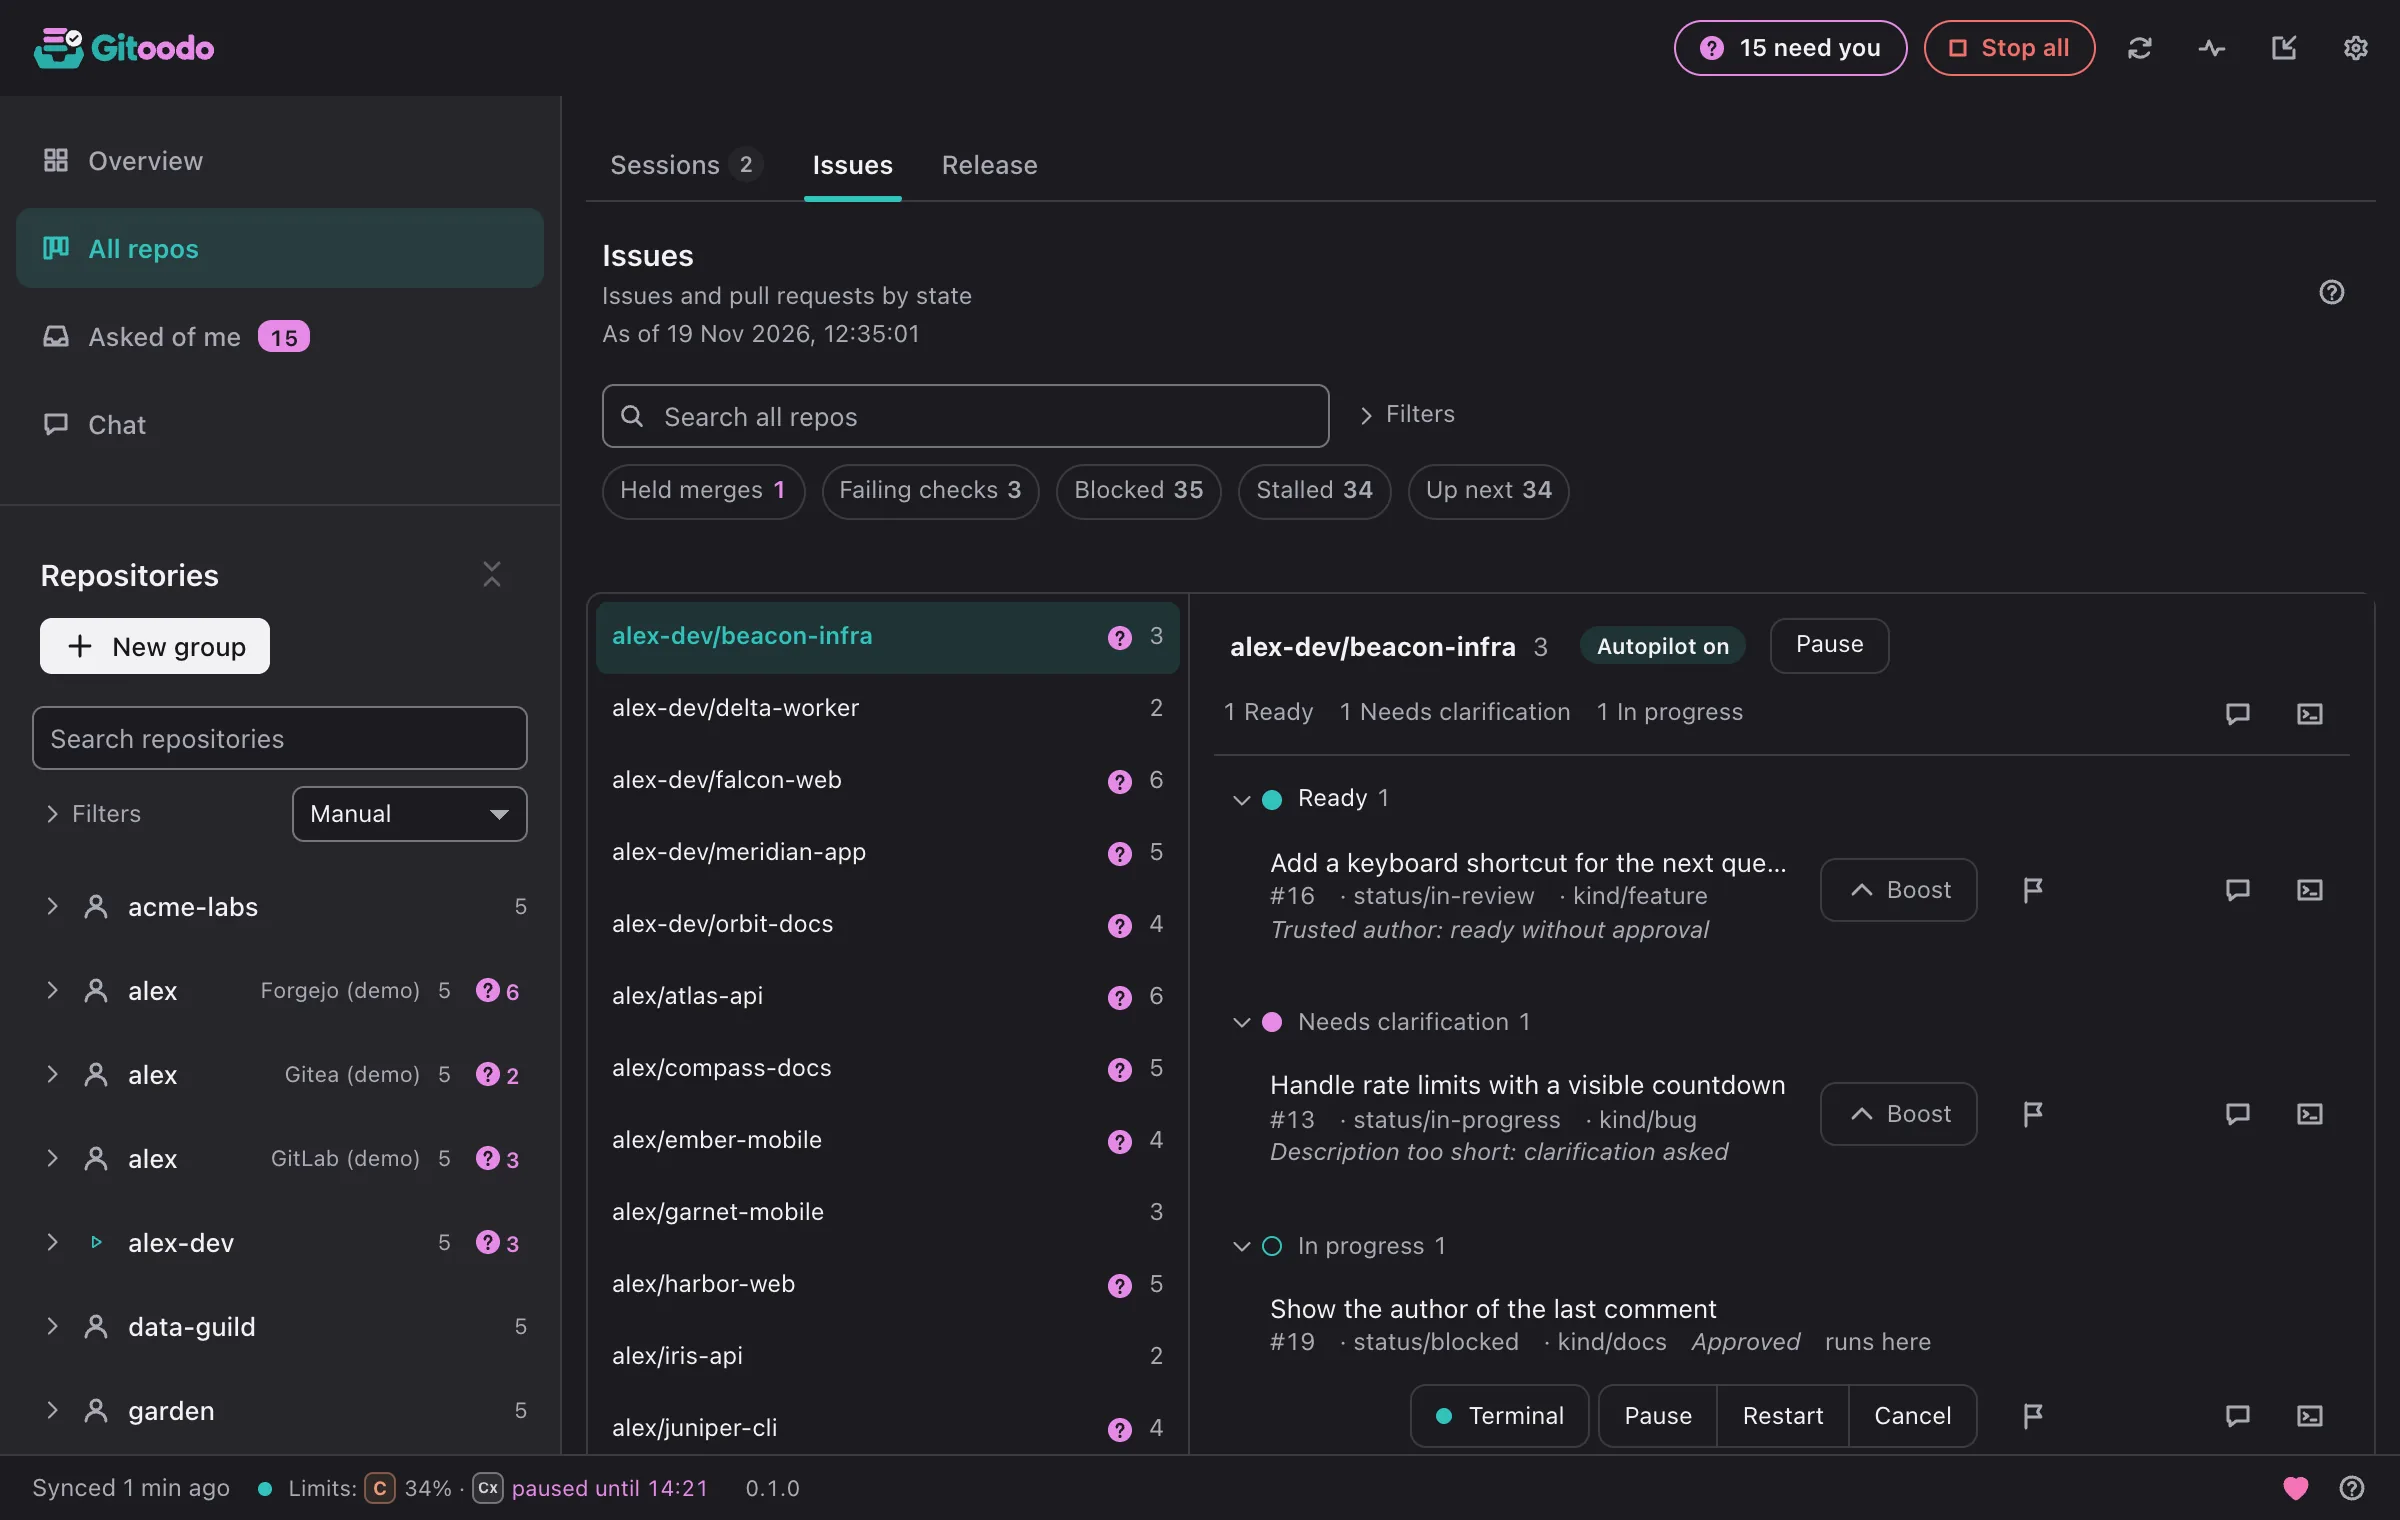 Gitoodo
15 need you
Stop all
Overview
All repos
Asked of me 15
Chat
Repositories
New group
Search repositories
Filters
Manual
acme-labs 5
alex Forgejo (demo) 5 ? 6
alex Gitea (demo) 5 ? 2
alex GitLab (demo) 5 ? 3
alex-dev 5 ? 3
data-guild 5
garden 5
Sessions 2
Issues
Release
Issues
Issues and pull requests by state
As of 19 Nov 2026, 12:35:01
Search all repos
Filters
Held merges 1
Failing checks 3
Blocked 35
Stalled 34
Up next 34
alex-dev/beacon-infra ? 3
alex-dev/delta-worker 2
alex-dev/falcon-web ? 6
alex-dev/meridian-app ? 5
alex-dev/orbit-docs ? 4
alex/atlas-api ? 6
alex/compass-docs ? 5
alex/ember-mobile ? 4
alex/garnet-mobile 3
alex/harbor-web ? 5
alex/iris-api 2
alex/juniper-cli ? 4
alex-dev/beacon-infra 3 Autopilot on Pause
1 Ready 1 Needs clarification 1 In progress
Ready 1
Add a keyboard shortcut for the next que...
#16 · status/in-review · kind/feature
Trusted author: ready without approval
Boost
Needs clarification 1
Handle rate limits with a visible countdown
#13 · status/in-progress · kind/bug
Description too short: clarification asked
Boost
In progress 1
Show the author of the last comment
#19 · status/blocked · kind/docs Approved runs here
Terminal Pause Restart Cancel
Synced 1 min ago Limits: C 34% · Cx paused until 14:21 0.1.0